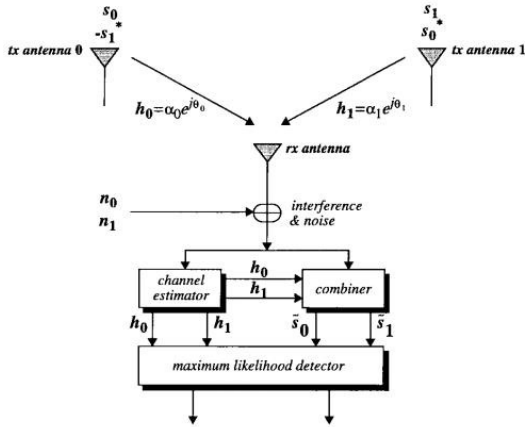 s₀ s₁
-s₁* s₀*
tx antenna 0 tx antenna 1
h₀=α₀e^jθ₀ h₁=α₁e^jθ₁
rx antenna
n₀
n₁
interference
& noise
channel
estimator
h₀
h₁
combiner
h₀ h₁ s̃₀ s̃₁
maximum likelihood detector